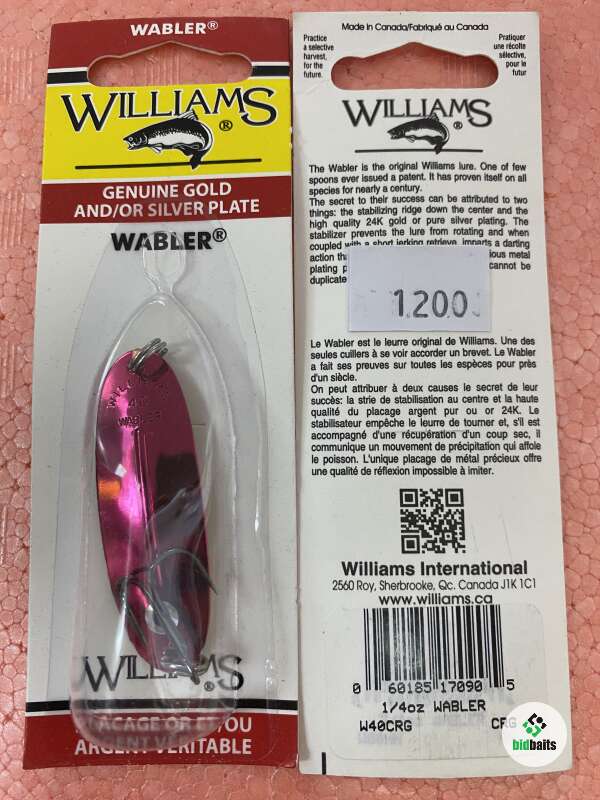 WABLER®
WILLIAMS®
GENUINE GOLD
AND/OR SILVER PLATE
WABLER®
WILLIAMS
WABLER
WILLIAMS®
PLACAGE OR ET/OU
ARGENT VÉRITABLE
Made in Canada/Fabriqué au Canada
Practice
a selective
harvest,
for the
future.
Pratiquer
une récolte
sélective,
pour le
futur
WILLIAMS®
The Wabler is the original Williams lure. One of few
spoons ever issued a patent. It has proven itself on all
species for nearly a century.
The secret to their success can be attributed to two
things: the stabilizing ridge down the center and the
high quality 24K gold or pure silver plating. The
stabilizer prevents the lure from rotating and when
coupled with a short jerking retrieve, imparts a darting
action ious metal
plating cannot be
duplicate
1200
Le Wabler est le leurre original de Williams. Une des
seules cuillers à se voir accorder un brevet. Le Wabler
a fait ses preuves sur toutes les espèces pour près
d'un siècle.
On peut attribuer à deux causes le secret de leur
succès: la strie de stabilisation au centre et la haute
qualité du placage argent pur ou or 24K. Le
stabilisateur empêche le leurre de tourner et, s'il est
accompagné d'une récupération d'un coup sec, il
communique un mouvement de précipitation qui affole
le poisson. L'unique placage de métal précieux offre
une qualité de réflexion impossible à imiter.
Williams International
2560 Roy, Sherbrooke, Qc. Canada J1K 1C1
www.williams.ca
0 60185 17090 5
1/4oz WABLER
W40CRG CRG
bidbaits